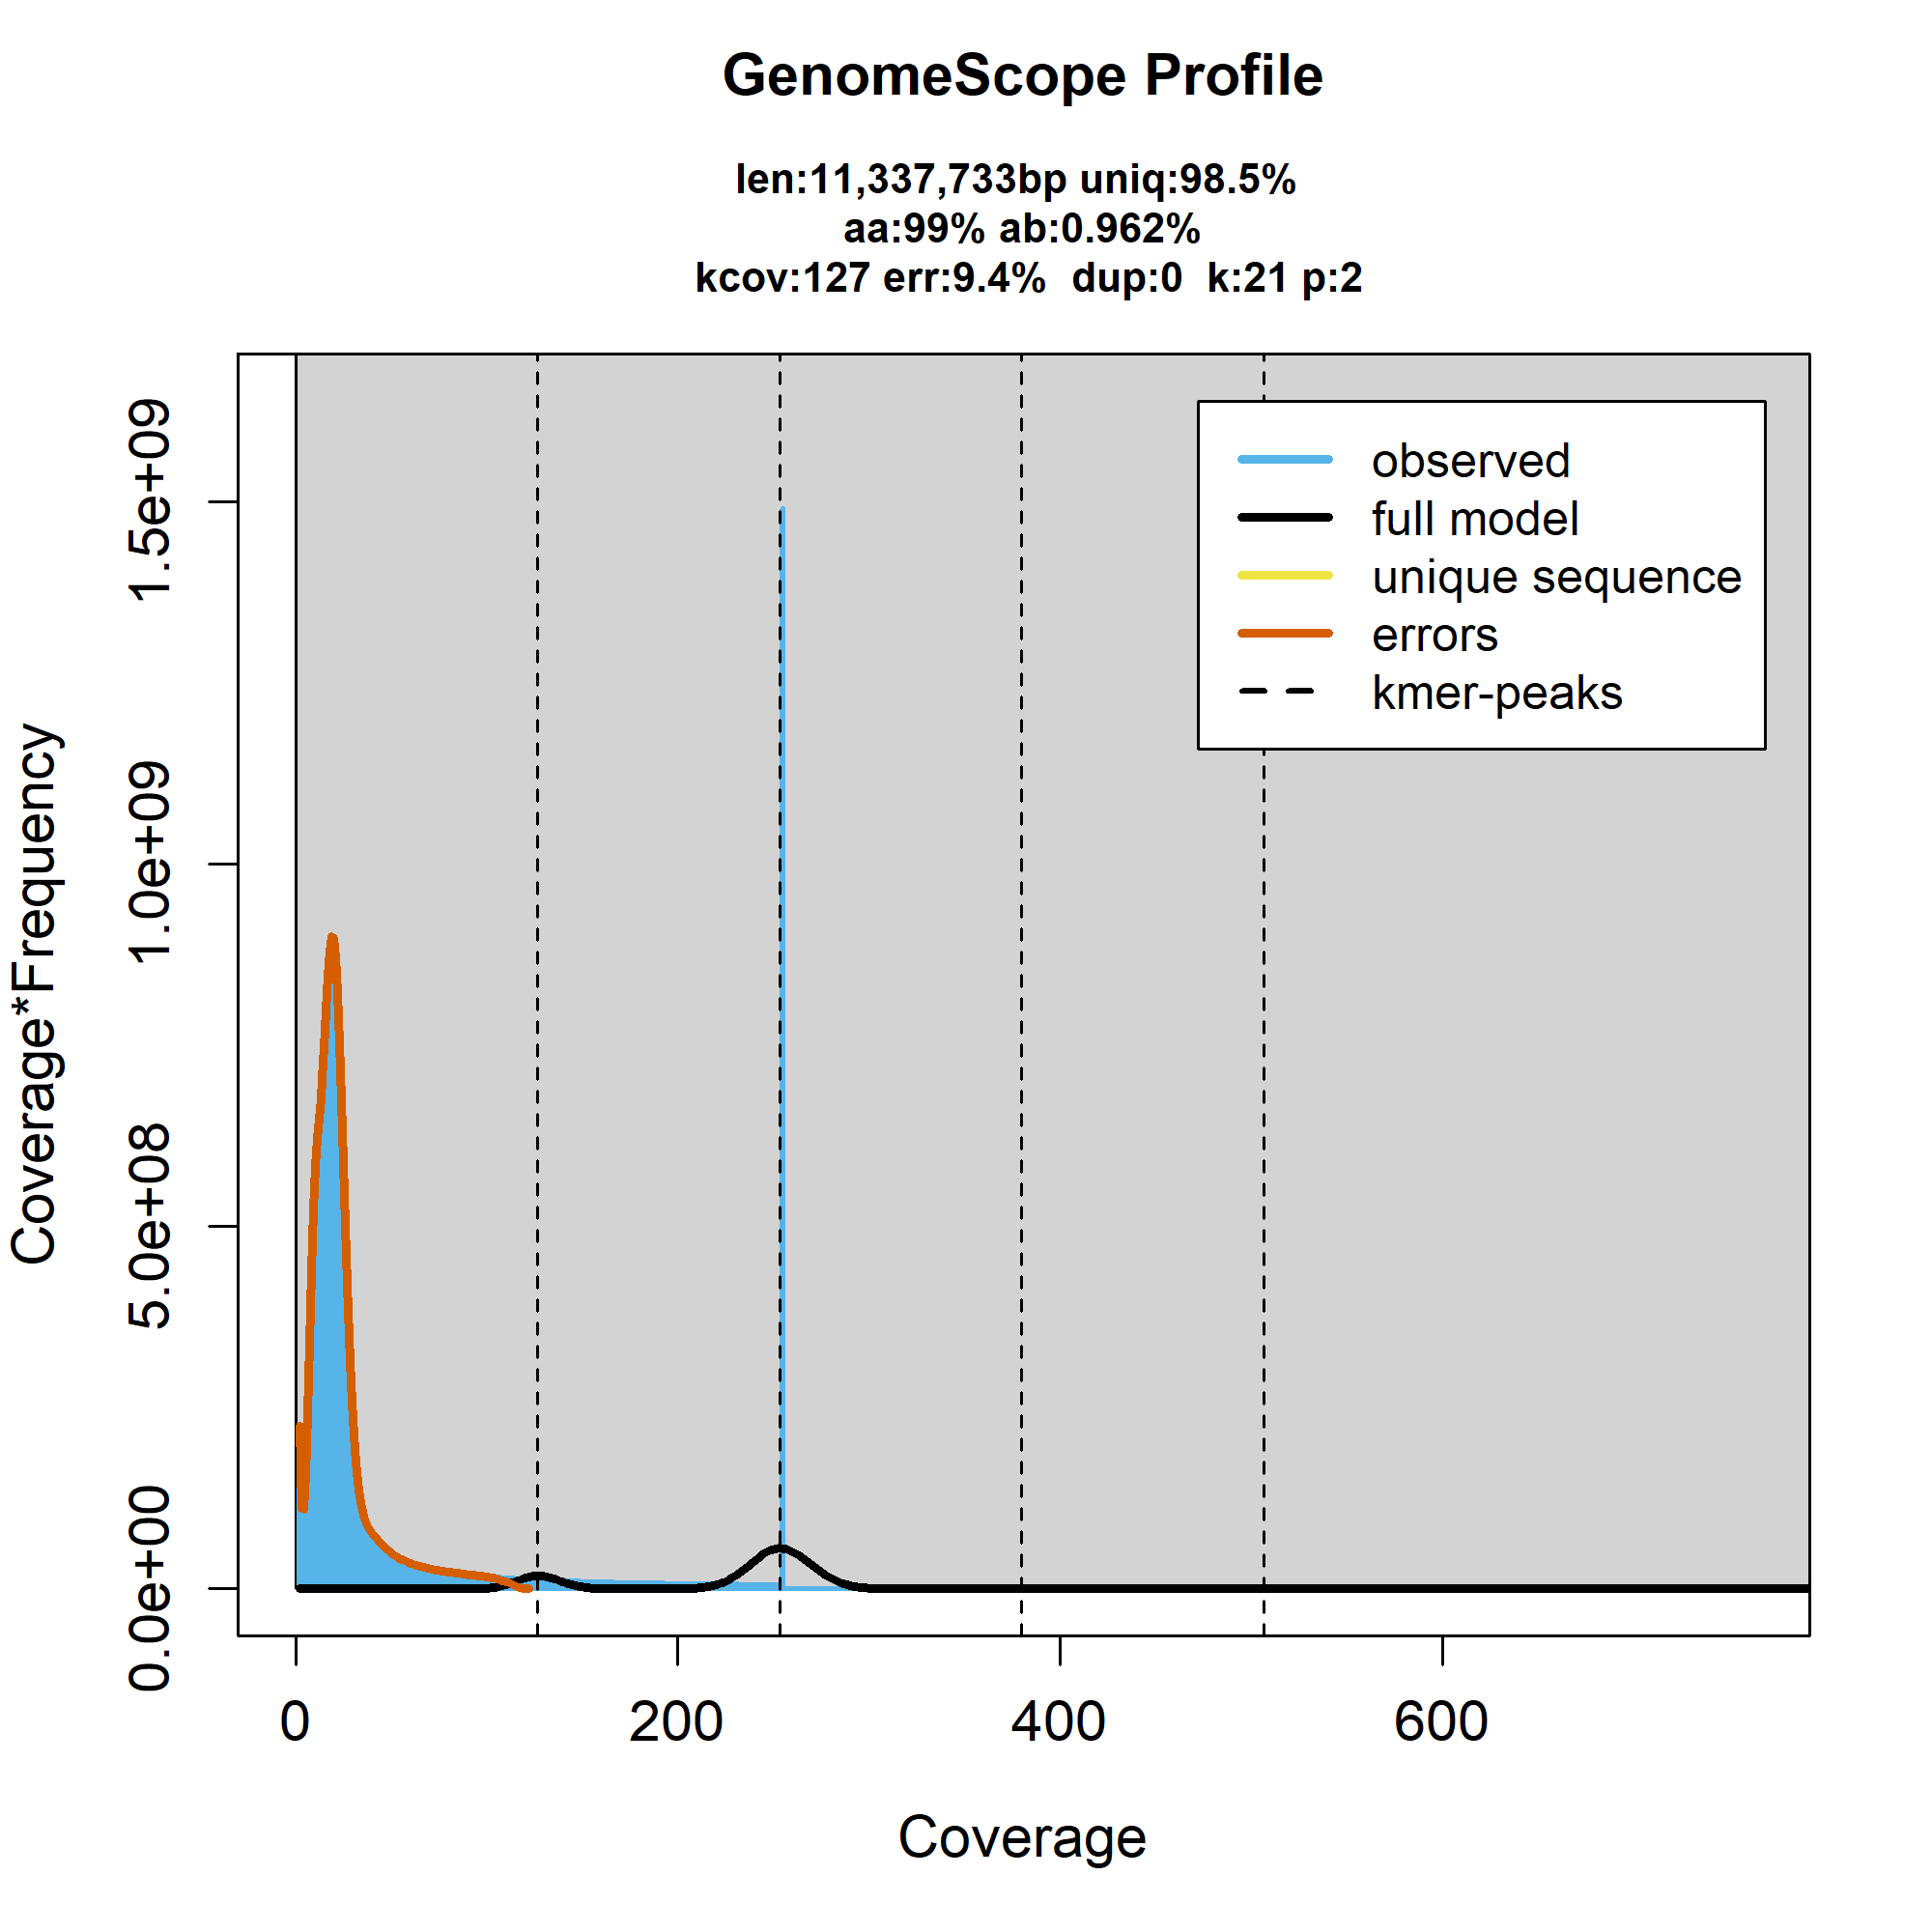 GenomeScope Profile
len:11,337,733bp uniq:98.5%
aa:99% ab:0.962%
kcov:127 err:9.4% dup:0 k:21 p:2
Coverage*Frequency
1.5e+09
1.0e+09
5.0e+08
0.0e+00
observed
full model
unique sequence
errors
kmer-peaks
0 200 400 600
Coverage